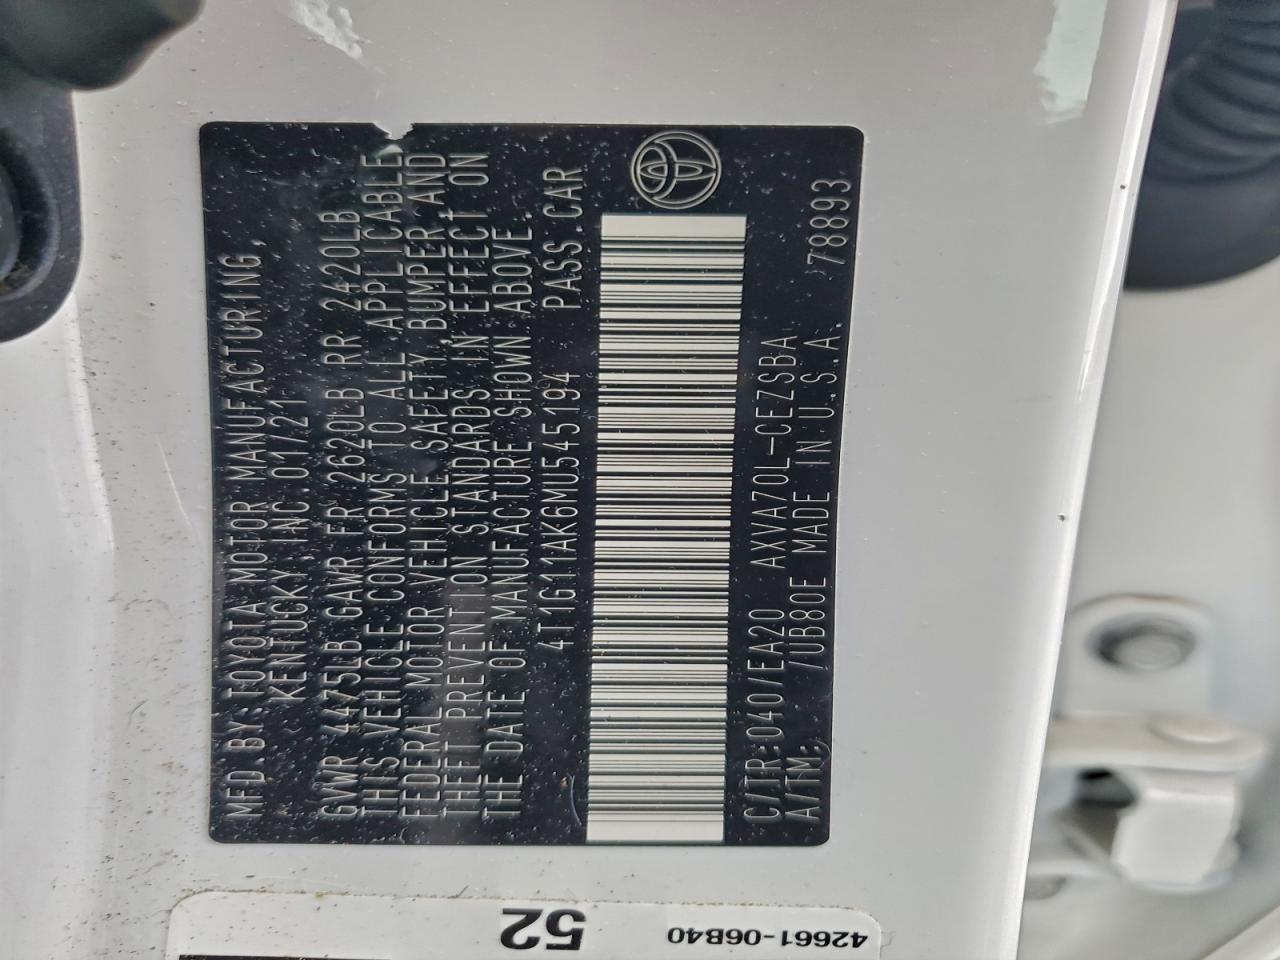 MFD.BY:TOYOTA MOTOR MANUFACTURING,
KENTUCKY INC.01/21
GVWR 4475LB GAWR FR 2620LB RR 2420LB
THIS VEHICLE CONFORMS TO ALL APPLICABLE
FEDERAL MOTOR VEHICLE SAFETY, BUMPER, AND
THEFT PREVENTION STANDARDS IN EFFECT ON
THE DATE OF MANUFACTURE SHOWN ABOVE.
4T1G11AK6MU545194 PASS.CAR
C/TR:040/EA20 AXVA70L-CEZSBA
A/TM: /UB80E MADE IN U.S.A. 78893
52
42661-06B40